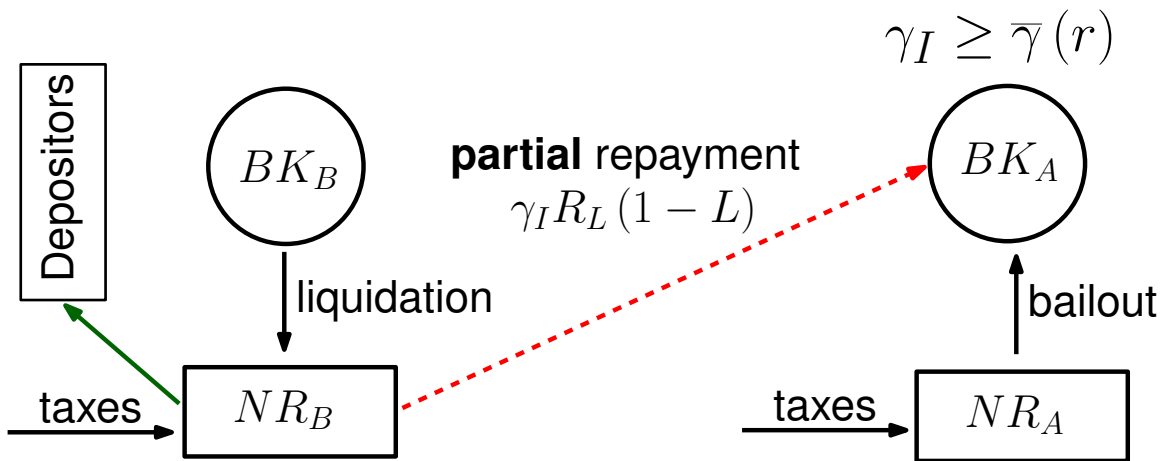 γ_I ≥ γ̅ (r)
Depositors
BK_B
partial repayment
γ_I R_L (1 − L)
BK_A
liquidation
bailout
taxes
NR_B
taxes
NR_A